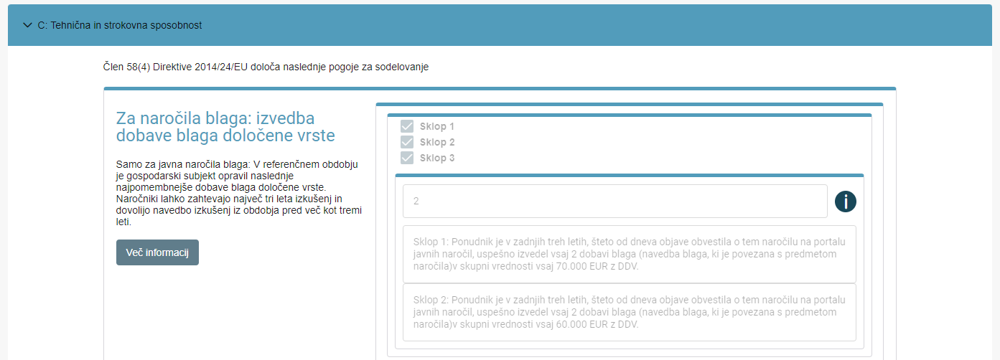 C: Tehnična in strokovna sposobnost
Člen 58(4) Direktive 2014/24/EU določa naslednje pogoje za sodelovanje
Za naročila blaga: izvedba
dobave blaga določene vrste
Samo za javna naročila blaga: V referenčnem obdobju
je gospodarski subjekt opravil naslednje
najpomembnejše dobave blaga določene vrste.
Naročniki lahko zahtevajo največ tri leta izkušenj in
dovolijo navedbo izkušenj iz obdobja pred več kot tremi
leti.
Več informacij
Sklop 1
Sklop 2
Sklop 3
2
i
Sklop 1: Ponudnik je v zadnjih treh letih, šteto od dneva objave obvestila o tem naročilu na portalu
javnih naročil, uspešno izvedel vsaj 2 dobavi blaga (navedba blaga, ki je povezana s predmetom
naročila)v skupni vrednosti vsaj 70.000 EUR z DDV.
Sklop 2: Ponudnik je v zadnjih treh letih, šteto od dneva objave obvestila o tem naročilu na portalu
javnih naročil, uspešno izvedel vsaj 2 dobavi blaga (navedba blaga, ki je povezana s predmetom
naročila)v skupni vrednosti vsaj 60.000 EUR z DDV.